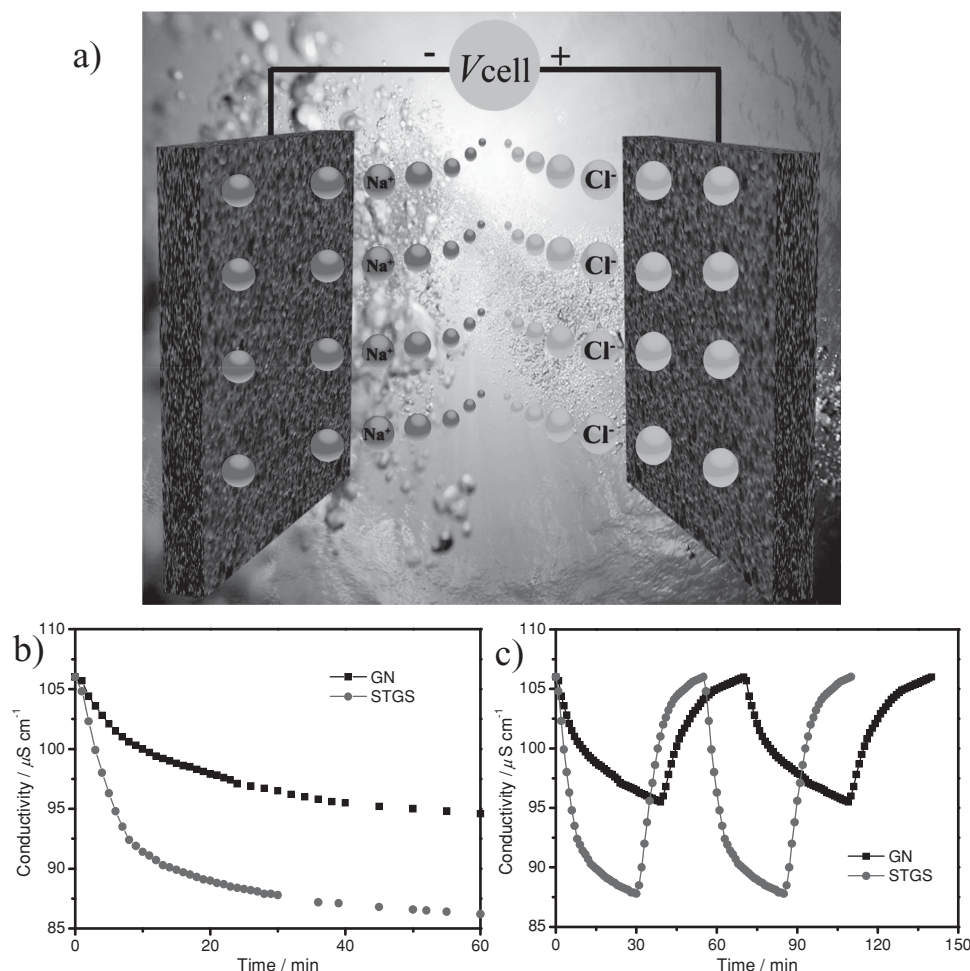 a)
- Vcell +
Na+ Cl-
Na+ Cl-
Na+ Cl-
Na+ Cl-
b)
110
105
100
95
90
85
Conductivity / μS cm-1
GN
STGS
0 20 40 60
Time / min
c)
110
105
100
95
90
85
Conductivity / μS cm-1
GN
STGS
0 30 60 90 120 150
Time / min